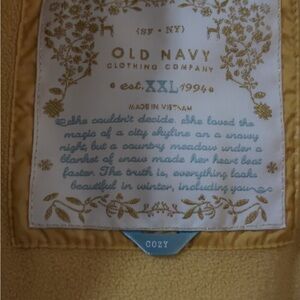 {SF • NY}
OLD NAVY
CLOTHING COMPANY
est. XXL 1994
MADE IN VIETNAM
She couldn't decide. She loved the
magic of a city skyline on a snowy
night, but a country meadow under a
blanket of snow made her heart beat
faster. The truth is, everything looks
beautiful in winter, including you
COZY